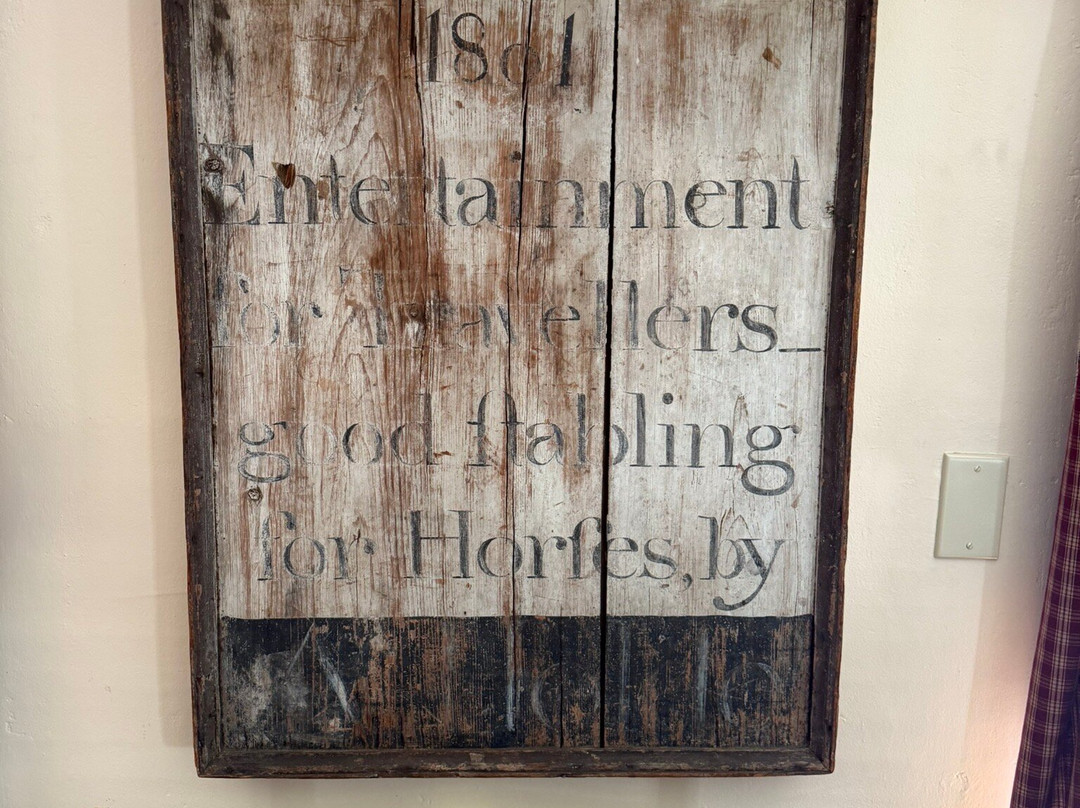 1801
Entertainment
for Travellers_
good ſtabling
for Horſes, by